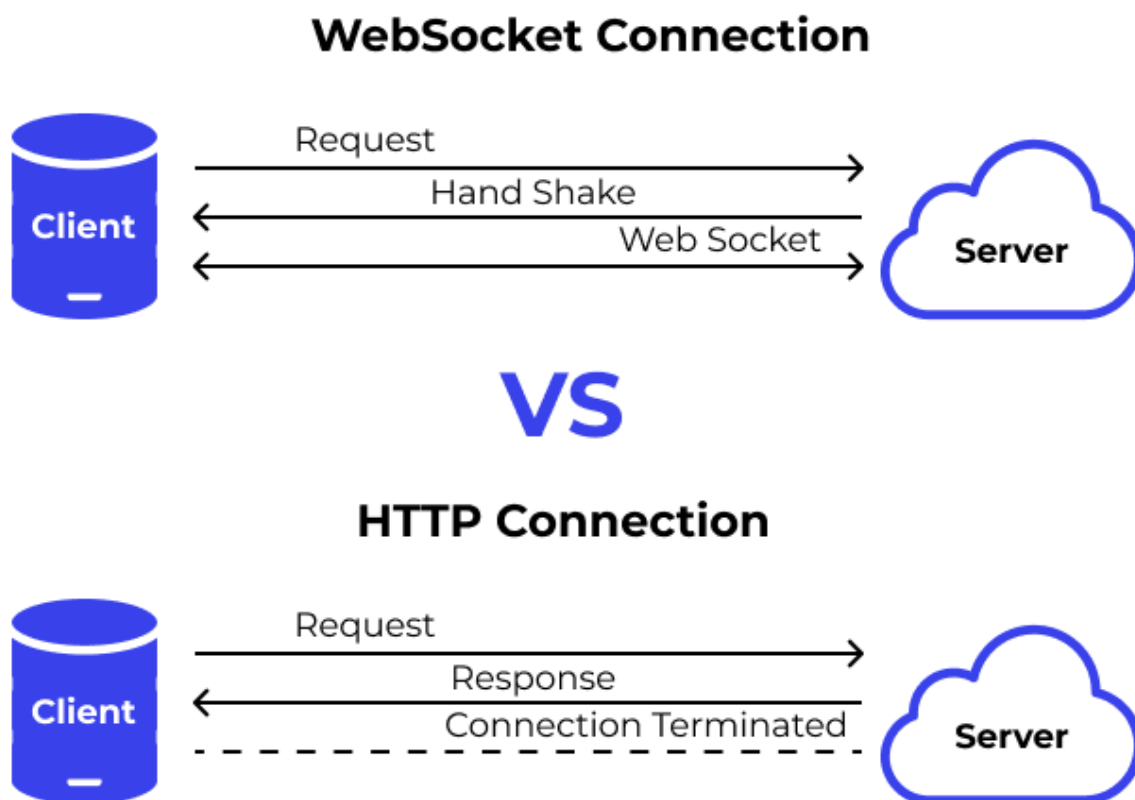 WebSocket Connection
Request
Hand Shake
Web Socket
Client
Server
VS
HTTP Connection
Request
Response
Connection Terminated
Client
Server